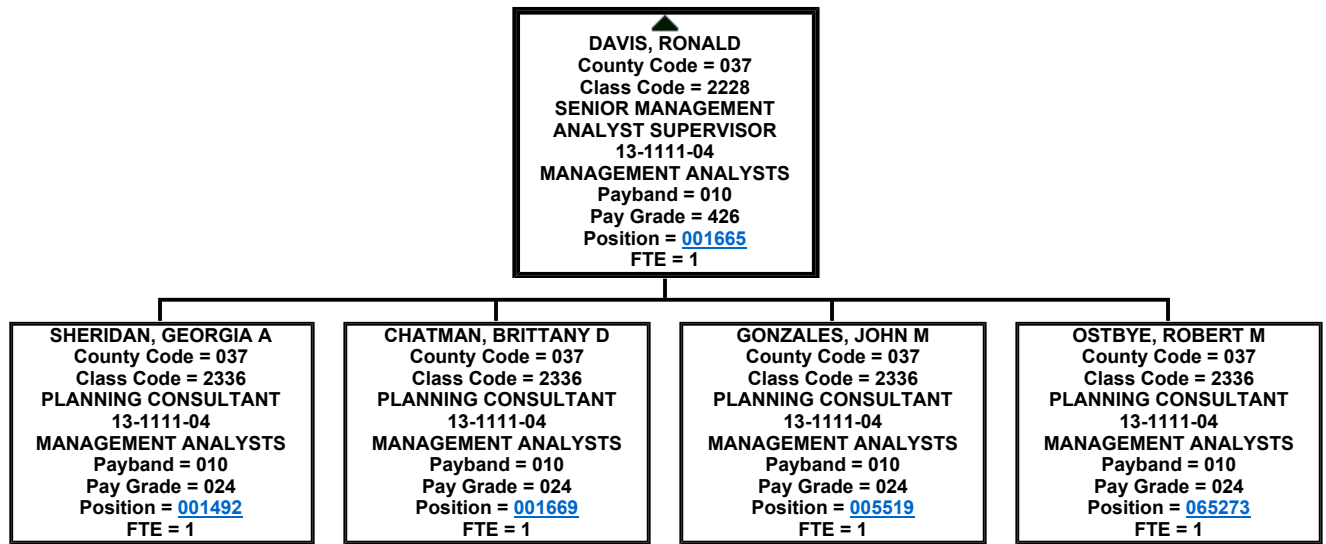 DAVIS, RONALD
County Code = 037
Class Code = 2228
SENIOR MANAGEMENT
ANALYST SUPERVISOR
13-1111-04
MANAGEMENT ANALYSTS
Payband = 010
Pay Grade = 426
Position = 001665
FTE = 1
SHERIDAN, GEORGIA A
County Code = 037
Class Code = 2336
PLANNING CONSULTANT
13-1111-04
MANAGEMENT ANALYSTS
Payband = 010
Pay Grade = 024
Position = 001492
FTE = 1
CHATMAN, BRITTANY D
County Code = 037
Class Code = 2336
PLANNING CONSULTANT
13-1111-04
MANAGEMENT ANALYSTS
Payband = 010
Pay Grade = 024
Position = 001669
FTE = 1
GONZALES, JOHN M
County Code = 037
Class Code = 2336
PLANNING CONSULTANT
13-1111-04
MANAGEMENT ANALYSTS
Payband = 010
Pay Grade = 024
Position = 005519
FTE = 1
OSTBYE, ROBERT M
County Code = 037
Class Code = 2336
PLANNING CONSULTANT
13-1111-04
MANAGEMENT ANALYSTS
Payband = 010
Pay Grade = 024
Position = 065273
FTE = 1